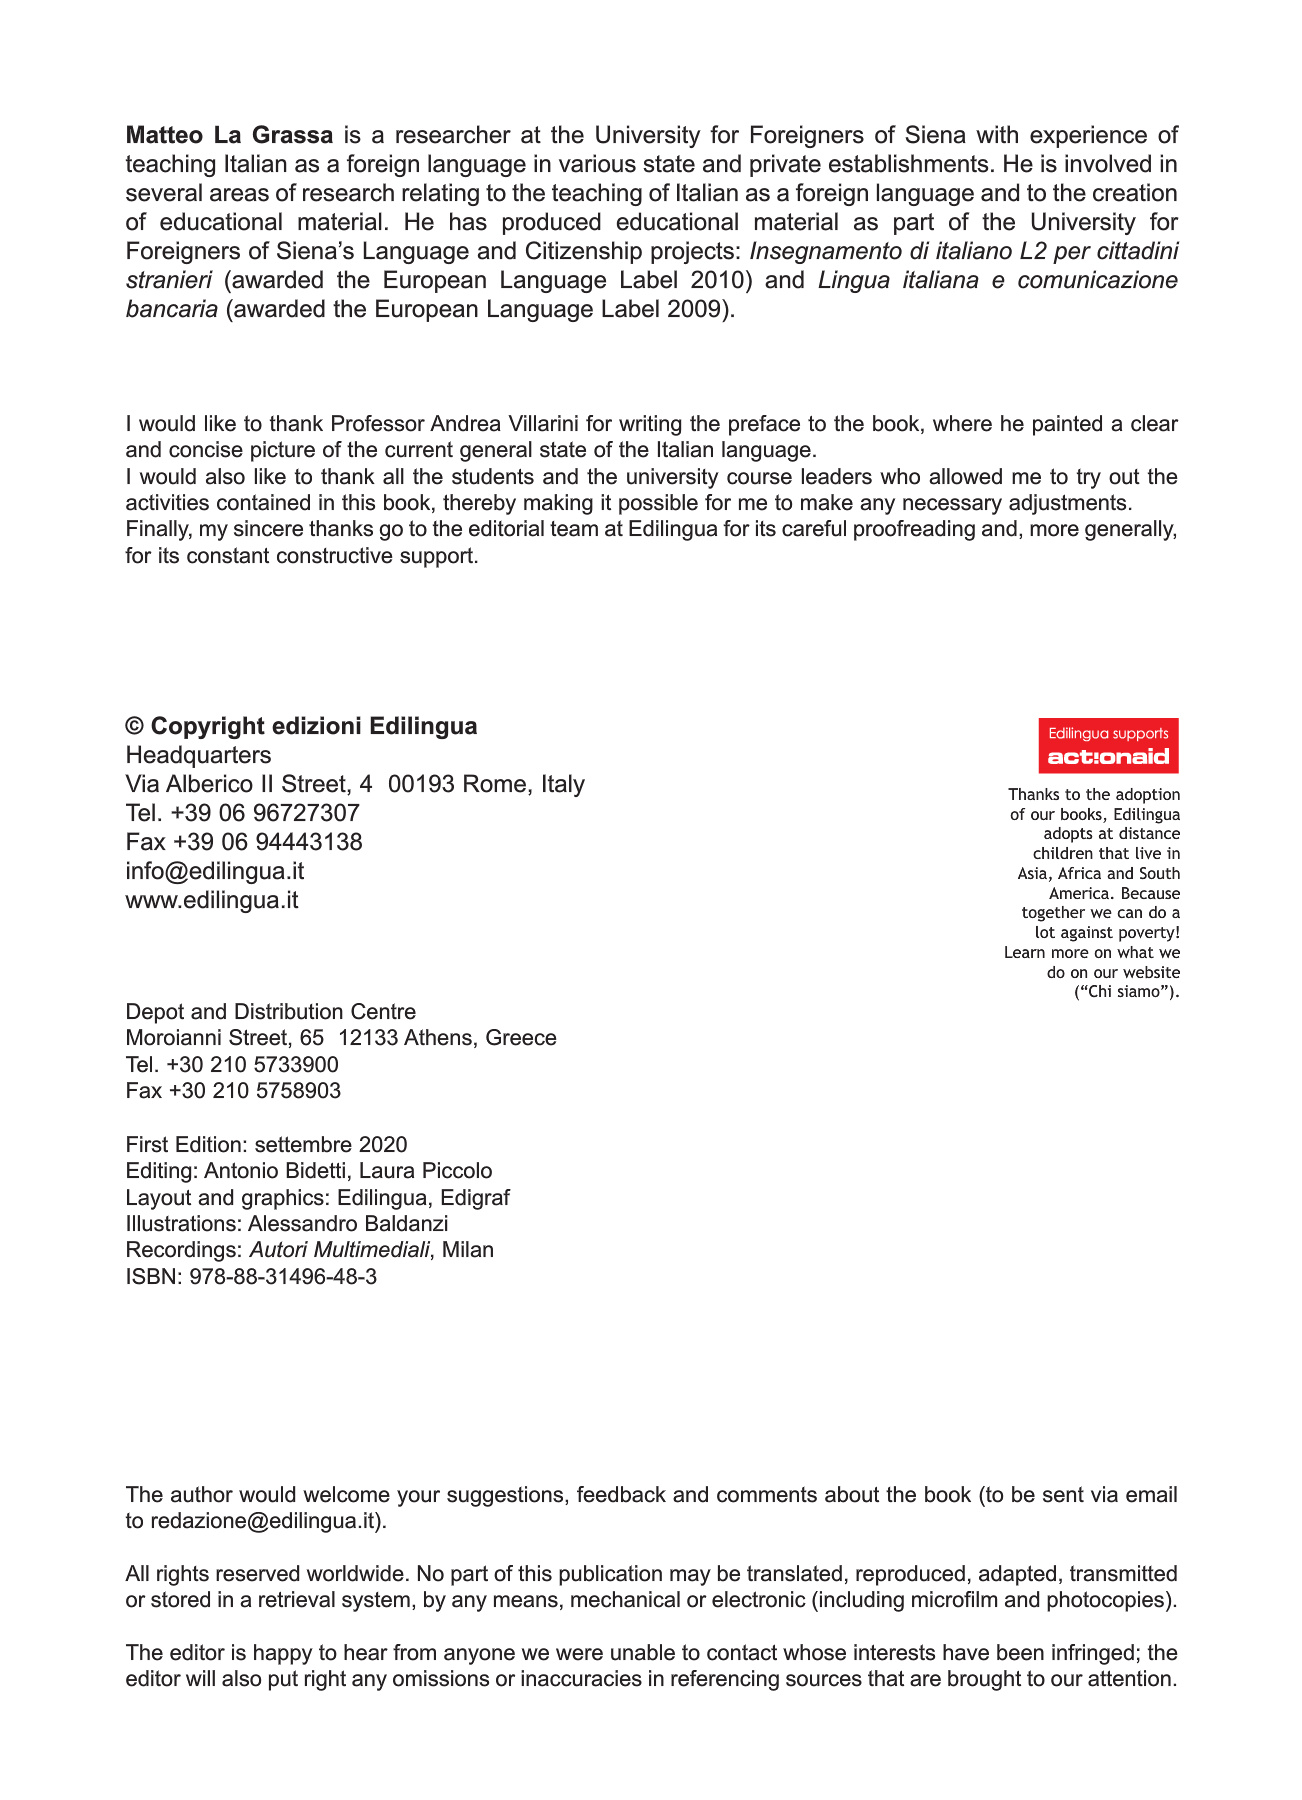 Matteo La Grassa is a researcher at the University for Foreigners of Siena with experience of
teaching Italian as a foreign language in various state and private establishments. He is involved in
several areas of research relating to the teaching of Italian as a foreign language and to the creation
of educational material. He has produced educational material as part of the University for
Foreigners of Siena’s Language and Citizenship projects: Insegnamento di italiano L2 per cittadini
stranieri (awarded the European Language Label 2010) and Lingua italiana e comunicazione
bancaria (awarded the European Language Label 2009).
I would like to thank Professor Andrea Villarini for writing the preface to the book, where he painted a clear
and concise picture of the current general state of the Italian language.
I would also like to thank all the students and the university course leaders who allowed me to try out the
activities contained in this book, thereby making it possible for me to make any necessary adjustments.
Finally, my sincere thanks go to the editorial team at Edilingua for its careful proofreading and, more generally,
for its constant constructive support.
© Copyright edizioni Edilingua
Headquarters
Via Alberico II Street, 4  00193 Rome, Italy
Tel. +39 06 96727307
Fax +39 06 94443138
info@edilingua.it
www.edilingua.it
Edilingua supports
act!onaid
Thanks to the adoption
of our books, Edilingua
adopts at distance
children that live in
Asia, Africa and South
America. Because
together we can do a
lot against poverty!
Learn more on what we
do on our website
(“Chi siamo”).
Depot and Distribution Centre
Moroianni Street, 65  12133 Athens, Greece
Tel. +30 210 5733900
Fax +30 210 5758903
First Edition: settembre 2020
Editing: Antonio Bidetti, Laura Piccolo
Layout and graphics: Edilingua, Edigraf
Illustrations: Alessandro Baldanzi
Recordings: Autori Multimediali, Milan
ISBN: 978-88-31496-48-3
The author would welcome your suggestions, feedback and comments about the book (to be sent via email
to redazione@edilingua.it).
All rights reserved worldwide. No part of this publication may be translated, reproduced, adapted, transmitted
or stored in a retrieval system, by any means, mechanical or electronic (including microfilm and photocopies).
The editor is happy to hear from anyone we were unable to contact whose interests have been infringed; the
editor will also put right any omissions or inaccuracies in referencing sources that are brought to our attention.